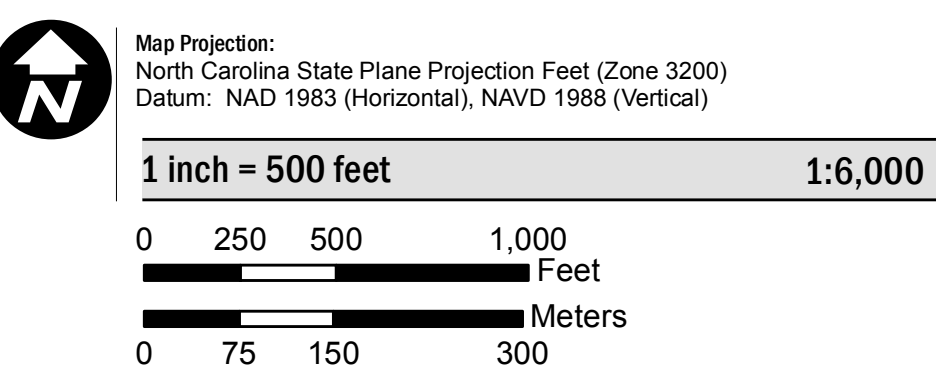 N
Map Projection:
North Carolina State Plane Projection Feet (Zone 3200)
Datum: NAD 1983 (Horizontal), NAVD 1988 (Vertical)
1 inch = 500 feet 1:6,000
0 250 500 1,000
Feet
Meters
0 75 150 300